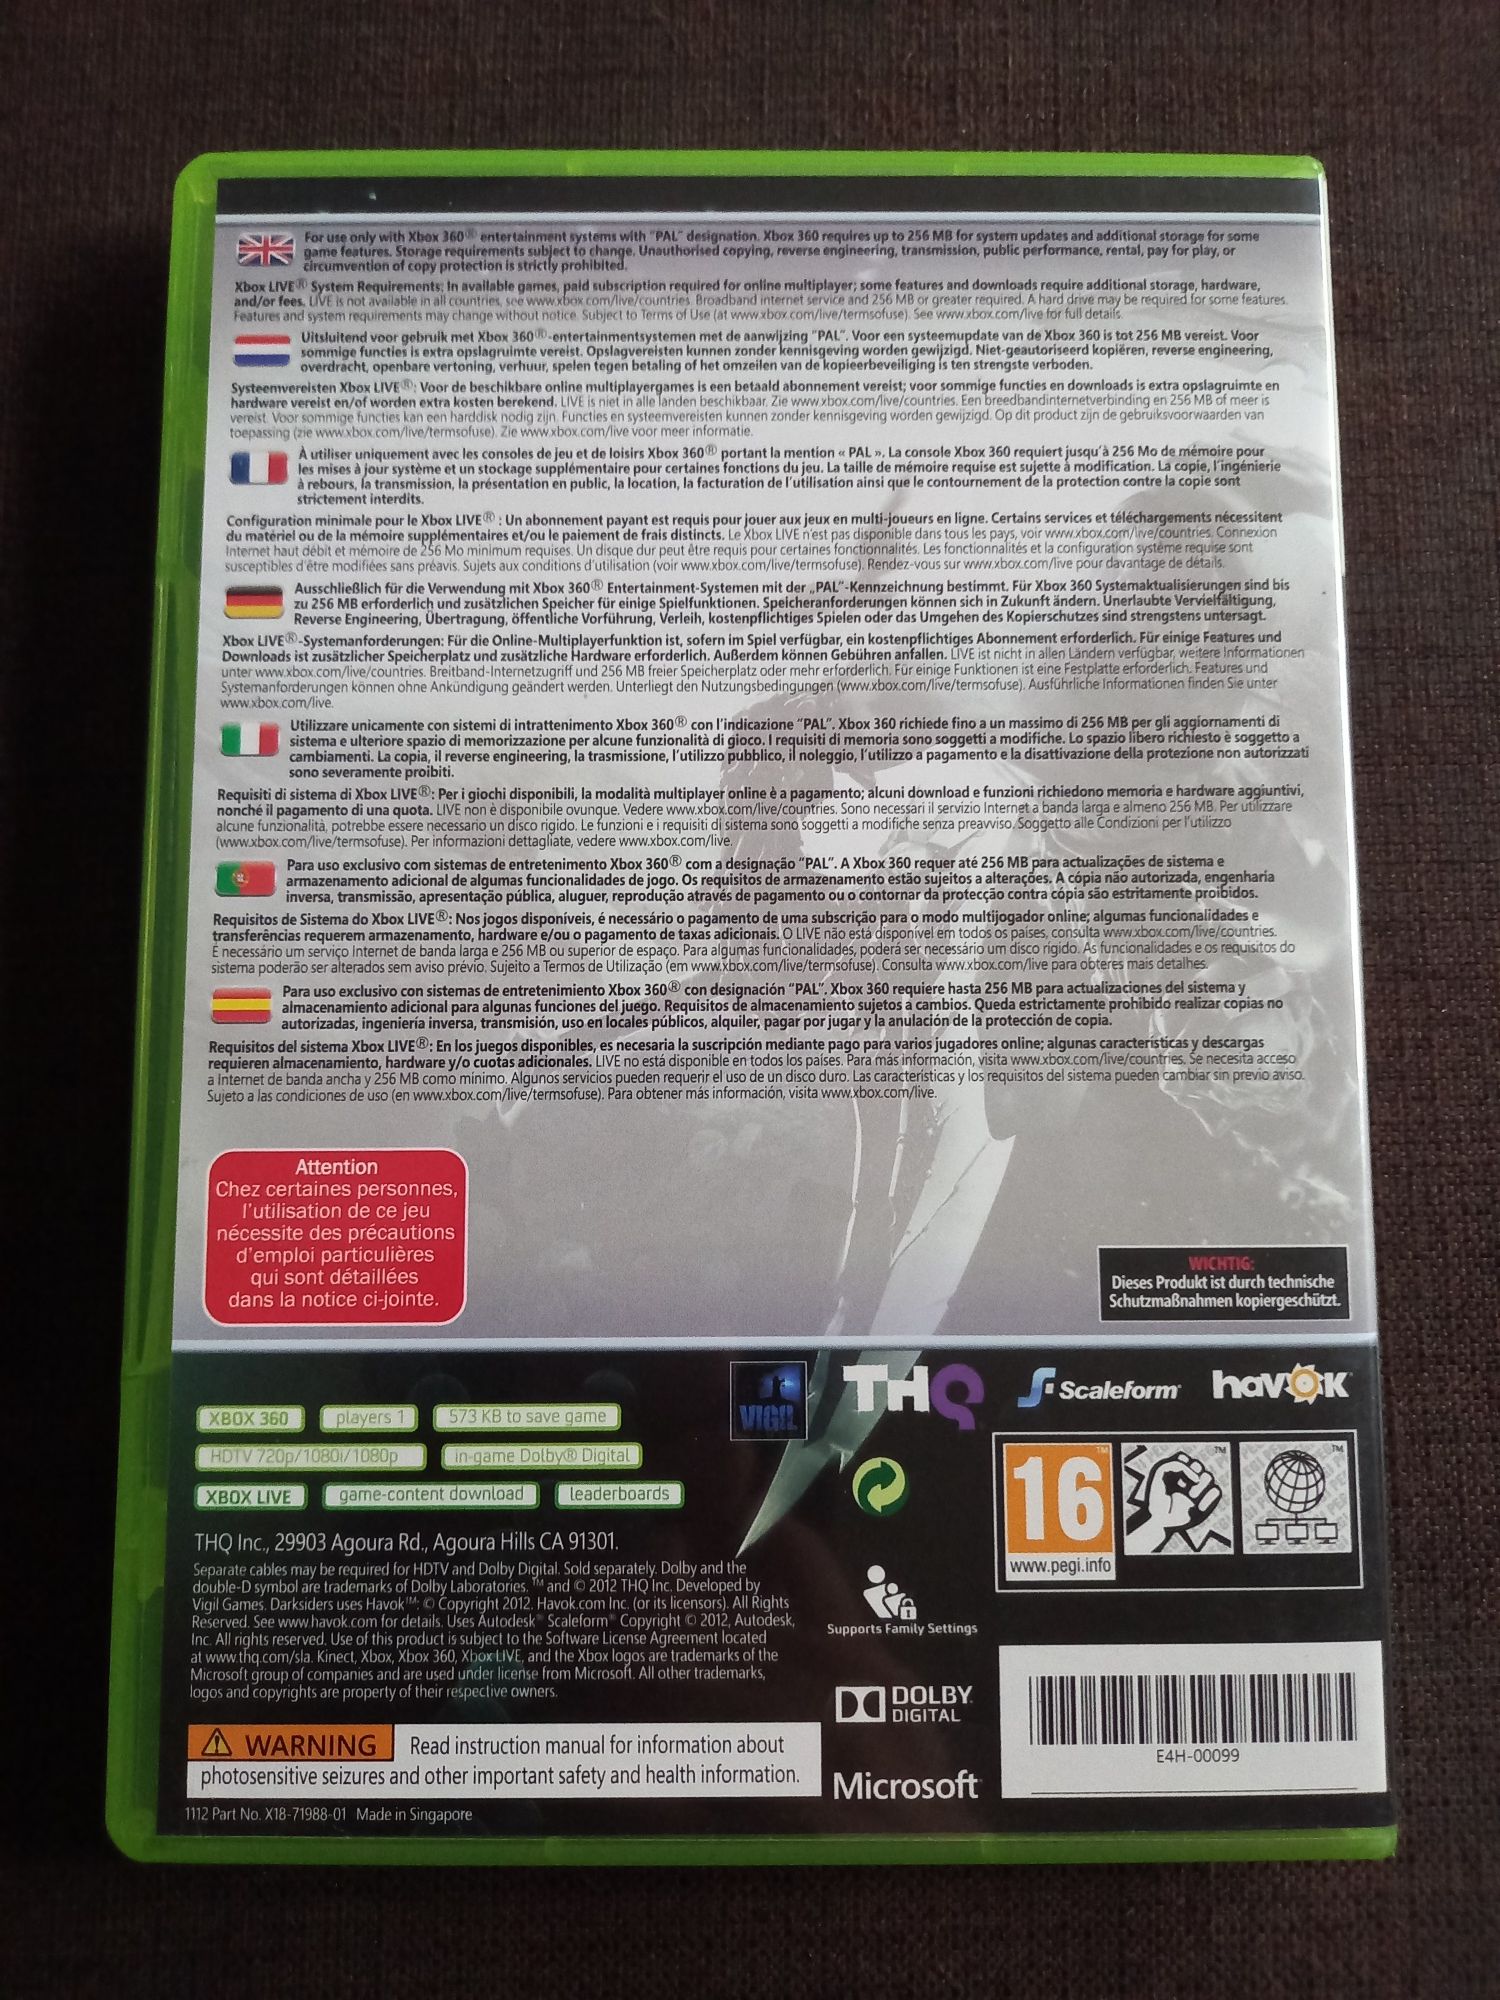 For use only with Xbox 360® entertainment systems with "PAL" designation. Xbox 360 requires up to 256 MB for system updates and additional storage for some
game features. Storage requirements subject to change. Unauthorised copying, reverse engineering, transmission, public performance, rental, pay for play, or
circumvention of copy protection is strictly prohibited.
Xbox LIVE® System Requirements: In available games, paid subscription required for online multiplayer; some features and downloads require additional storage, hardware,
and/or fees. LIVE is not available in all countries, see www.xbox.com/live/countries. Broadband internet service and 256 MB or greater required. A hard drive may be required for some features.
Features and system requirements may change without notice. Subject to Terms of Use (at www.xbox.com/live/termsofuse). See www.xbox.com/live for full details.
Uitsluitend voor gebruik met Xbox 360®-entertainmentsystemen met de aanwijzing "PAL". Voor een systeemupdate van de Xbox 360 is tot 256 MB vereist. Voor
sommige functies is extra opslagruimte vereist. Opslagvereisten kunnen zonder kennisgeving worden gewijzigd. Niet-geautoriseerd kopiëren, reverse engineering,
overdracht, openbare vertoning, verhuur, spelen tegen betaling of het omzeilen van de kopieerbeveiliging is ten strengste verboden.
Systeemvereisten Xbox LIVE®: Voor de beschikbare online multiplayergames is een betaald abonnement vereist; voor sommige functies en downloads is extra opslagruimte en
hardware vereist en/of worden extra kosten berekend. LIVE is niet in alle landen beschikbaar. Zie www.xbox.com/live/countries. Een breedbandinternetverbinding en 256 MB of meer is
vereist. Voor sommige functies kan een harddisk nodig zijn. Functies en systeemvereisten kunnen zonder kennisgeving worden gewijzigd. Op dit product zijn de gebruiksvoorwaarden van
toepassing (zie www.xbox.com/live/termsofuse). Zie www.xbox.com/live voor meer informatie.
À utiliser uniquement avec les consoles de jeu et de loisirs Xbox 360® portant la mention « PAL ». La console Xbox 360 requiert jusqu'à 256 Mo de mémoire pour
les mises à jour système et un stockage supplémentaire pour certaines fonctions du jeu. La taille de mémoire requise est sujette à modification. La copie, l'ingénierie
à rebours, la transmission, la présentation en public, la location, la facturation de l'utilisation ainsi que le contournement de la protection contre la copie sont
strictement interdits.
Configuration minimale pour le Xbox LIVE® : Un abonnement payant est requis pour jouer aux jeux en multi-joueurs en ligne. Certains services et téléchargements nécessitent
du matériel ou de la mémoire supplémentaires et/ou le paiement de frais distincts. Le Xbox LIVE n'est pas disponible dans tous les pays, voir www.xbox.com/live/countries. Connexion
Internet haut débit et mémoire de 256 Mo minimum requises. Un disque dur peut être requis pour certaines fonctionnalités. Les fonctionnalités et la configuration système requise sont
susceptibles d'être modifiées sans préavis. Sujets aux conditions d'utilisation (voir www.xbox.com/live/termsofuse). Rendez-vous sur www.xbox.com/live pour davantage de détails.
Ausschließlich für die Verwendung mit Xbox 360® Entertainment-Systemen mit der „PAL"-Kennzeichnung bestimmt. Für Xbox 360 Systemaktualisierungen sind bis
zu 256 MB erforderlich und zusätzlichen Speicher für einige Spielfunktionen. Speicheranforderungen können sich in Zukunft ändern. Unerlaubte Vervielfältigung,
Reverse Engineering, Übertragung, öffentliche Vorführung, Verleih, kostenpflichtiges Spielen oder das Umgehen des Kopierschutzes sind strengstens untersagt.
Xbox LIVE®-Systemanforderungen: Für die Online-Multiplayerfunktion ist, sofern im Spiel verfügbar, ein kostenpflichtiges Abonnement erforderlich. Für einige Features und
Downloads ist zusätzlicher Speicherplatz und zusätzliche Hardware erforderlich. Außerdem können Gebühren anfallen. LIVE ist nicht in allen Ländern verfügbar, weitere Informationen
unter www.xbox.com/live/countries. Breitband-Internetzugriff und 256 MB freier Speicherplatz oder mehr erforderlich. Für einige Funktionen ist eine Festplatte erforderlich. Features und
Systemanforderungen können ohne Ankündigung geändert werden. Unterliegt den Nutzungsbedingungen (www.xbox.com/live/termsofuse). Ausführliche Informationen finden Sie unter
www.xbox.com/live.
Utilizzare unicamente con sistemi di intrattenimento Xbox 360® con l'indicazione "PAL". Xbox 360 richiede fino a un massimo di 256 MB per gli aggiornamenti di
sistema e ulteriore spazio di memorizzazione per alcune funzionalità di gioco. I requisiti di memoria sono soggetti a modifiche. Lo spazio libero richiesto è soggetto a
cambiamenti. La copia, il reverse engineering, la trasmissione, l'utilizzo pubblico, il noleggio, l'utilizzo a pagamento e la disattivazione della protezione non autorizzati
sono severamente proibiti.
Requisiti di sistema di Xbox LIVE®: Per i giochi disponibili, la modalità multiplayer online è a pagamento; alcuni download e funzioni richiedono memoria e hardware aggiuntivi,
nonché il pagamento di una quota. LIVE non è disponibile ovunque. Vedere www.xbox.com/live/countries. Sono necessari il servizio Internet a banda larga e almeno 256 MB. Per utilizzare
alcune funzionalità, potrebbe essere necessario un disco rigido. Le funzioni e i requisiti di sistema sono soggetti a modifiche senza preavviso. Soggetto alle Condizioni per l'utilizzo
(www.xbox.com/live/termsofuse). Per informazioni dettagliate, vedere www.xbox.com/live.
Para uso exclusivo com sistemas de entretenimento Xbox 360® com a designação "PAL". A Xbox 360 requer até 256 MB para actualizações de sistema e
armazenamento adicional de algumas funcionalidades de jogo. Os requisitos de armazenamento estão sujeitos a alterações. A cópia não autorizada, engenharia
inversa, transmissão, apresentação pública, aluguer, reprodução através de pagamento ou o contornar da protecção contra cópia são estritamente proibidos.
Requisitos de Sistema do Xbox LIVE®: Nos jogos disponíveis, é necessário o pagamento de uma subscrição para o modo multijogador online; algumas funcionalidades e
transferências requerem armazenamento, hardware e/ou o pagamento de taxas adicionais. O LIVE não está disponível em todos os países, consulta www.xbox.com/live/countries.
É necessário um serviço Internet de banda larga e 256 MB ou superior de espaço. Para algumas funcionalidades, poderá ser necessário um disco rígido. As funcionalidades e os requisitos do
sistema poderão ser alterados sem aviso prévio. Sujeito a Termos de Utilização (em www.xbox.com/live/termsofuse). Consulta www.xbox.com/live para obteres mais detalhes.
Para uso exclusivo con sistemas de entretenimiento Xbox 360® con designación "PAL". Xbox 360 requiere hasta 256 MB para actualizaciones del sistema y
almacenamiento adicional para algunas funciones del juego. Requisitos de almacenamiento sujetos a cambios. Queda estrictamente prohibido realizar copias no
autorizadas, ingeniería inversa, transmisión, uso en locales públicos, alquiler, pagar por jugar y la anulación de la protección de copia.
Requisitos del sistema Xbox LIVE®: En los juegos disponibles, es necesaria la suscripción mediante pago para varios jugadores online; algunas características y descargas
requieren almacenamiento, hardware y/o cuotas adicionales. LIVE no está disponible en todos los países. Para más información, visita www.xbox.com/live/countries. Se necesita acceso
a Internet de banda ancha y 256 MB como mínimo. Algunos servicios pueden requerir el uso de un disco duro. Las características y los requisitos del sistema pueden cambiar sin previo aviso.
Sujeto a las condiciones de uso (en www.xbox.com/live/termsofuse). Para obtener más información, visita www.xbox.com/live.
Attention
Chez certaines personnes,
l'utilisation de ce jeu
nécessite des précautions
d'emploi particulières
qui sont détaillées
dans la notice ci-jointe.
WICHTIG:
Dieses Produkt ist durch technische
Schutzmaßnahmen kopiergeschützt.
VIGIL THQ Scaleform havok
XBOX 360 players 1 573 KB to save game
HDTV 720p/1080i/1080p in-game Dolby® Digital
XBOX LIVE game-content download leaderboards
16
www.pegi.info
THQ Inc., 29903 Agoura Rd., Agoura Hills CA 91301.
Separate cables may be required for HDTV and Dolby Digital. Sold separately. Dolby and the
double-D symbol are trademarks of Dolby Laboratories. ™ and © 2012 THQ Inc. Developed by
Vigil Games. Darksiders uses Havok™: © Copyright 2012. Havok.com Inc. (or its licensors). All Rights
Reserved. See www.havok.com for details. Uses Autodesk® Scaleform® Copyright © 2012, Autodesk,
Inc. All rights reserved. Use of this product is subject to the Software License Agreement located
at www.thq.com/sla. Kinect, Xbox, Xbox 360, Xbox LIVE, and the Xbox logos are trademarks of the
Microsoft group of companies and are used under license from Microsoft. All other trademarks,
logos and copyrights are property of their respective owners.
Supports Family Settings
DOLBY
DIGITAL
Microsoft
E4H-00099
WARNING Read instruction manual for information about
photosensitive seizures and other important safety and health information.
1112 Part No. X18-71988-01 Made in Singapore